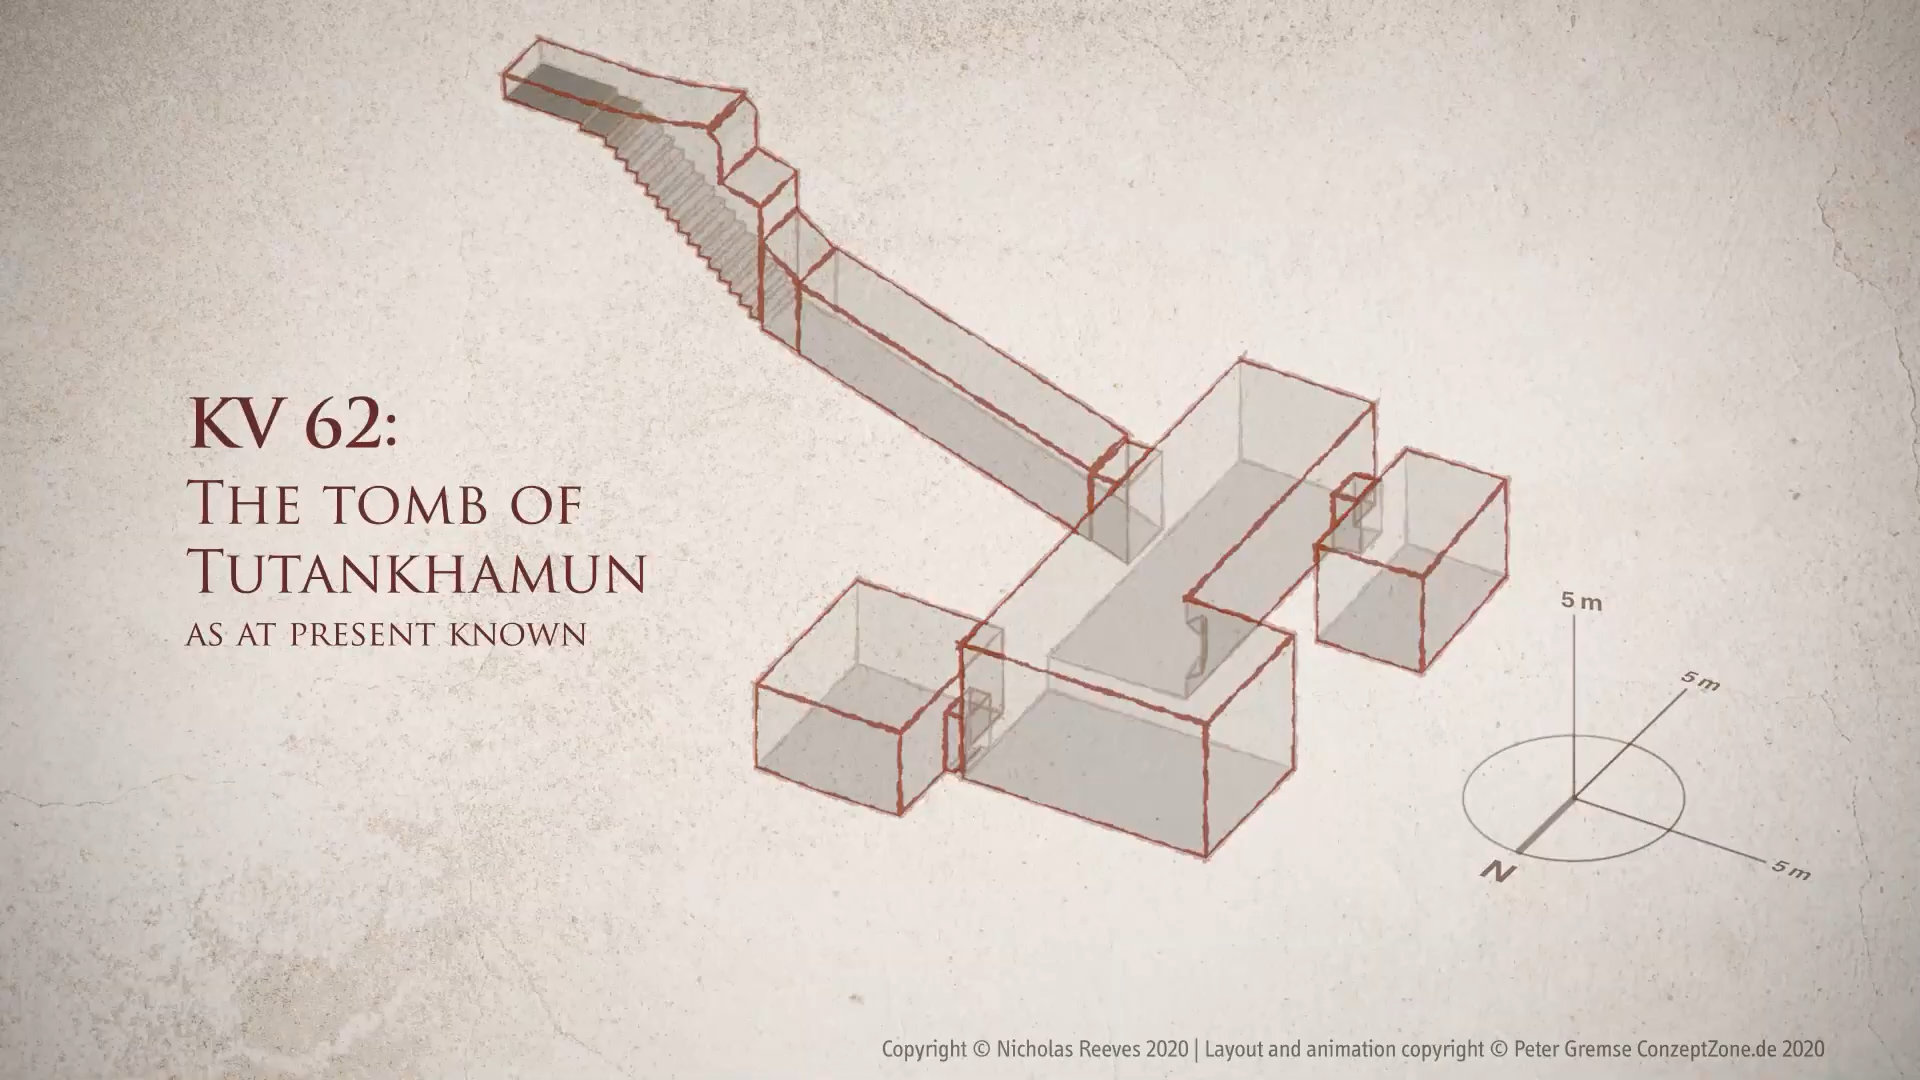 KV 62:
THE TOMB OF
TUTANKHAMUN
AS AT PRESENT KNOWN
5 m
5 m
5 m
N
Copyright © Nicholas Reeves 2020 | Layout and animation copyright © Peter Gremse ConzeptZone.de 2020